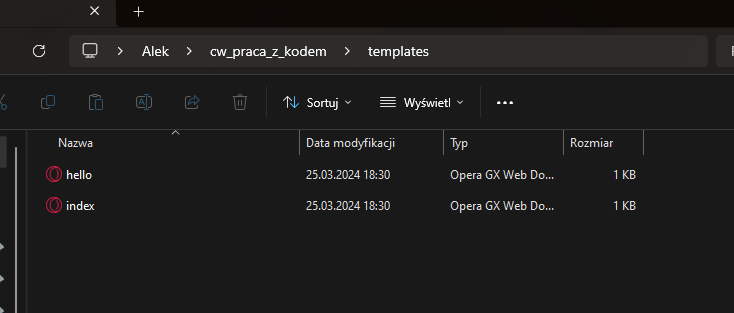 Alek > cw_praca_z_kodem > templates
Sortuj Wyświetl
Nazwa Data modyfikacji Typ Rozmiar
hello 25.03.2024 18:30 Opera GX Web Do... 1 KB
index 25.03.2024 18:30 Opera GX Web Do... 1 KB